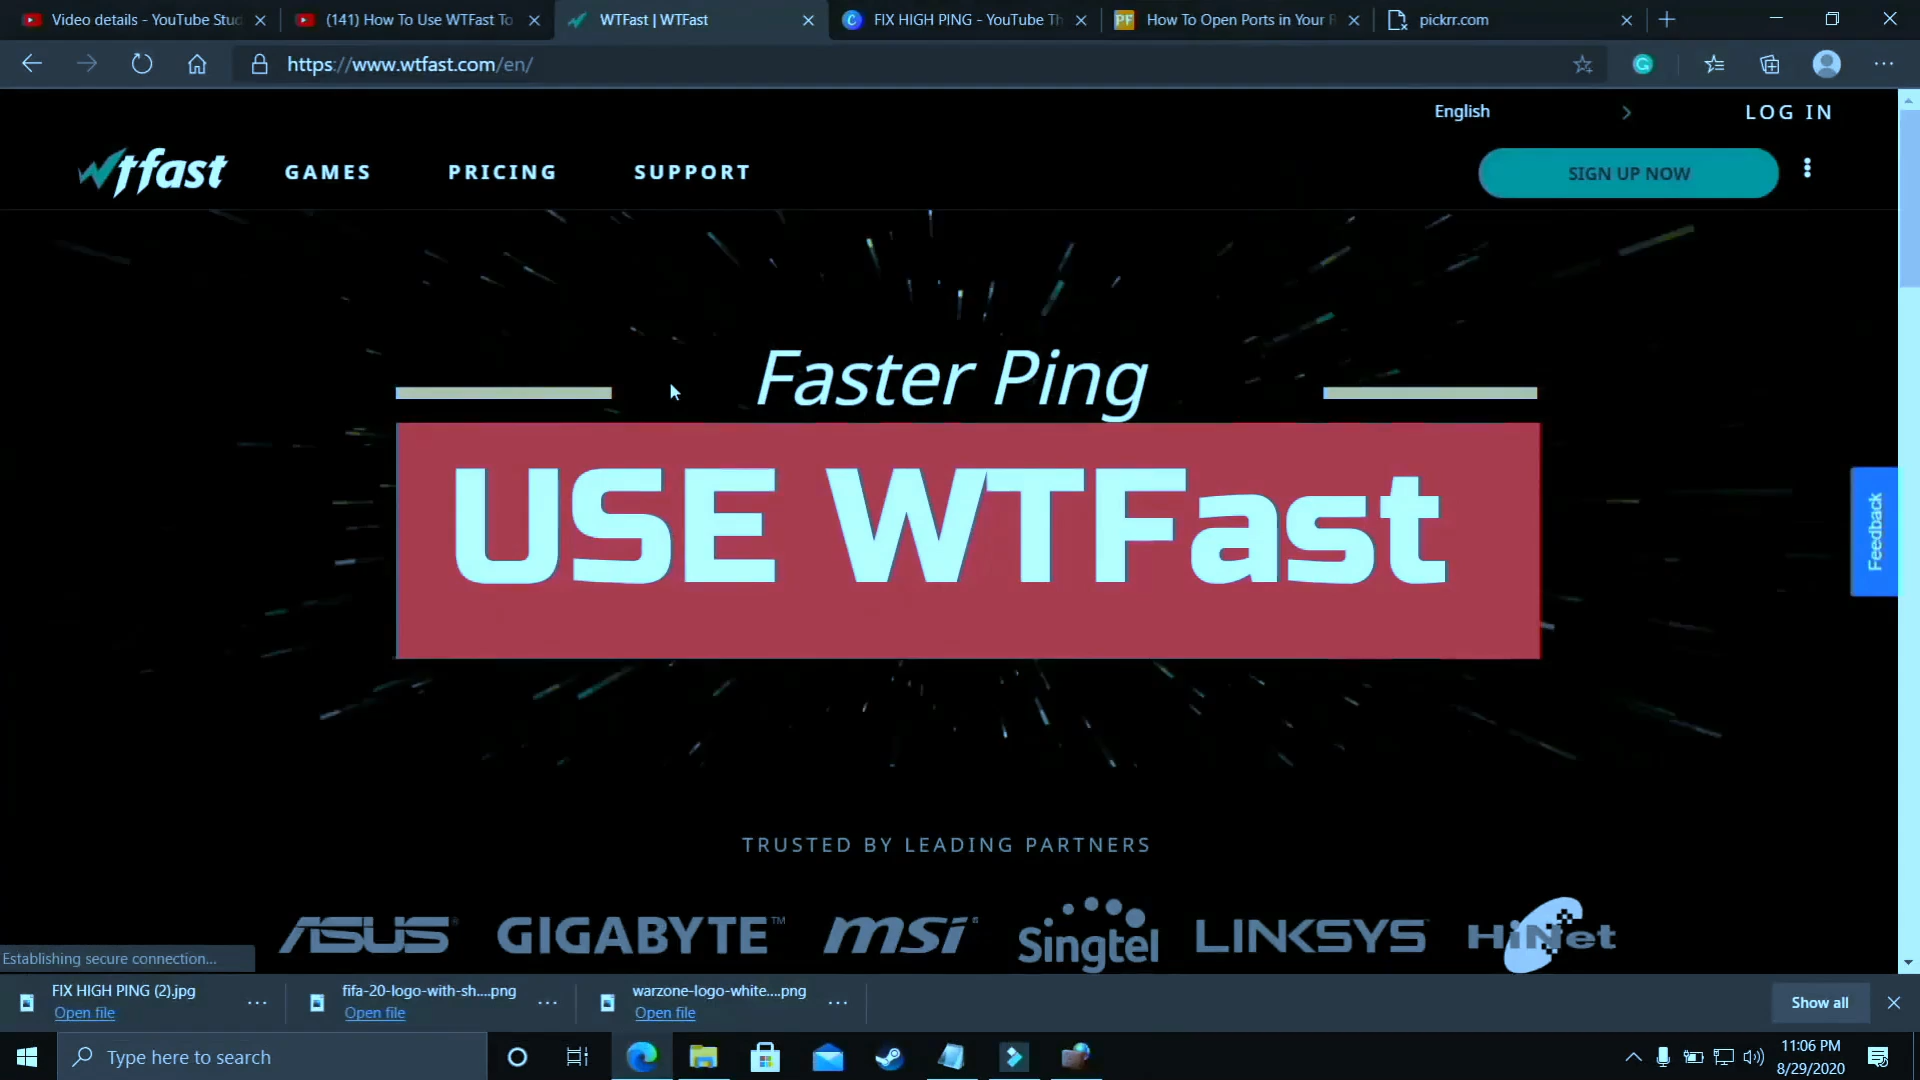 Video details - YouTube Stud
(141) How To Use WTFast To
WTFast | WTFast
FIX HIGH PING - YouTube Th
How To Open Ports in Your R
pickrr.com
https://www.wtfast.com/en/
English
LOG IN
wtfast
GAMES
PRICING
SUPPORT
SIGN UP NOW
Faster Ping
USE WTFast
Feedback
TRUSTED BY LEADING PARTNERS
ASUS
GIGABYTE™
msi
Singtel
LINKSYS
HiNet
Establishing secure connection...
FIX HIGH PING (2).jpg
Open file
fifa-20-logo-with-sh....png
Open file
warzone-logo-white....png
Open file
Show all
Type here to search
11:06 PM
8/29/2020